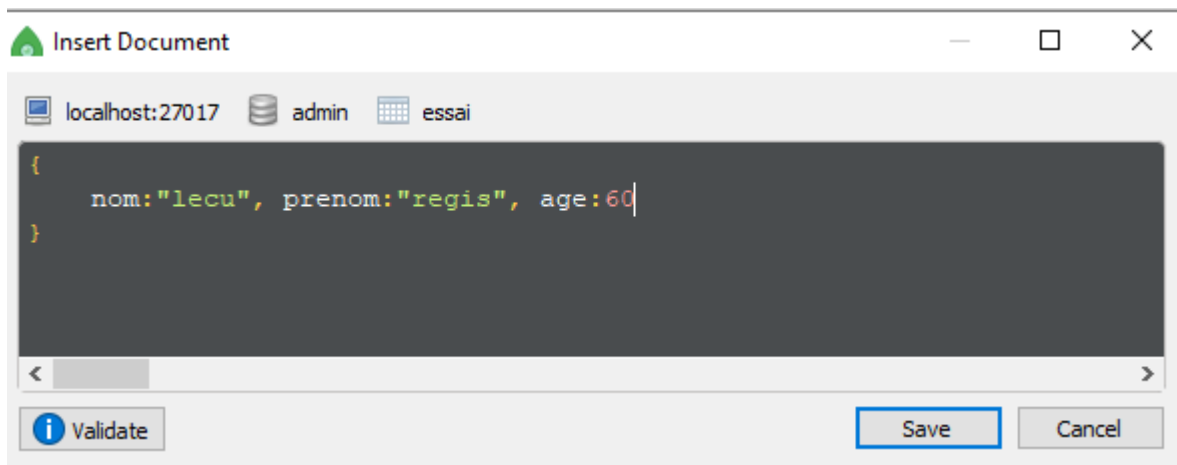 Insert Document
localhost:27017 admin essai
{
nom:"lecu", prenom:"regis", age:60
}
Validate Save Cancel